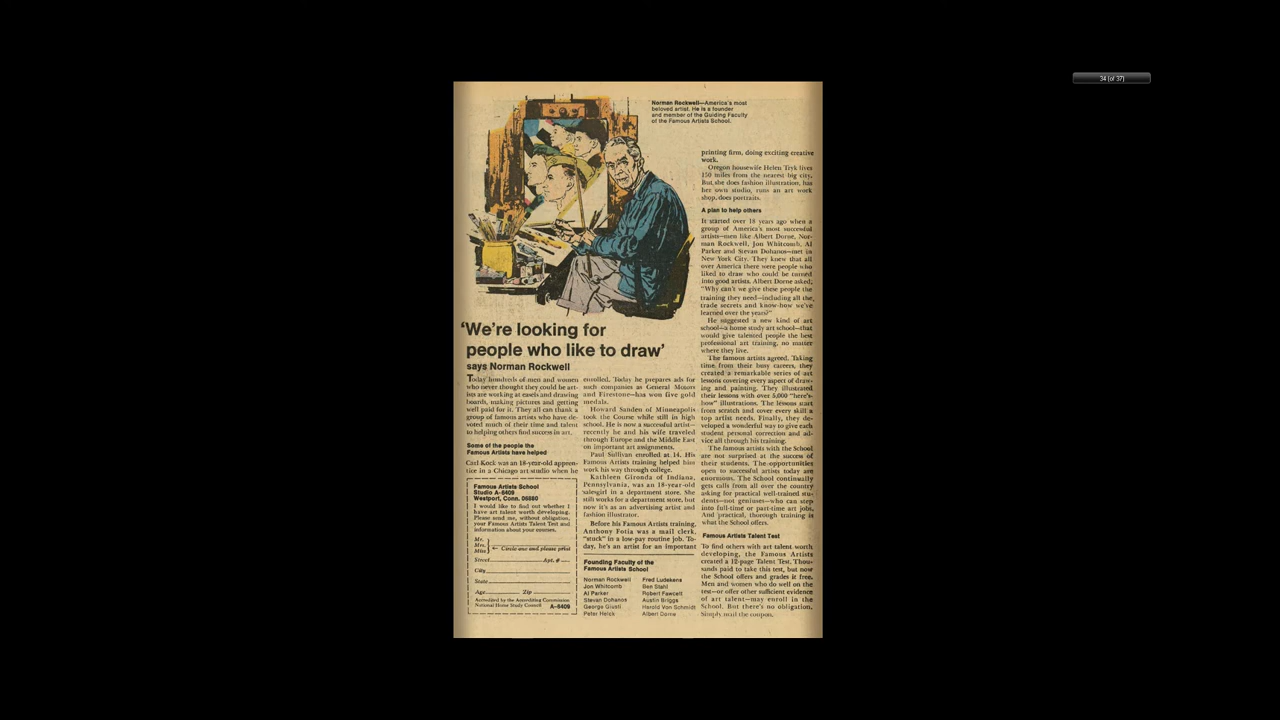 34 (of 37)
Norman Rockwell—America's most
beloved artist. He is a founder
and member of the Guiding Faculty
of the Famous Artists School.
'We're looking for
people who like to draw'
says Norman Rockwell
Today hundreds of men and women
who never thought they could be art-
ists are working at easels and drawing
boards, making pictures and getting
well paid for it. They all can thank a
group of famous artists who have de-
voted much of their time and talent
to helping others find success in art.
Some of the people the
Famous Artists have helped
Carl Kock was an 18-year-old appren-
tice in a Chicago art studio when he
enrolled. Today he prepares ads for
such companies as General Motors
and Firestone—has won five gold
medals.
Howard Sanden of Minneapolis
took the Course while still in high
school. He is now a successful artist—
recently he and his wife traveled
through Europe and the Middle East
on important art assignments.
Paul Sullivan enrolled at 14. His
Famous Artists training helped him
work his way through college.
Kathleen Gironda of Indiana,
Pennsylvania, was an 18-year-old
salesgirl in a department store. She
still works for a department store, but
now it's as an advertising artist and
fashion illustrator.
Before his Famous Artists training,
Anthony Fotia was a mail clerk,
"stuck" in a low-pay routine job. To-
day, he's an artist for an important
printing firm, doing exciting creative
work.
Oregon housewife Helen Tryk lives
150 miles from the nearest big city.
But she does fashion illustration, has
her own studio, runs an art work
shop, does portraits.
A plan to help others
It started over 18 years ago when a
group of America's most successful
artists—men like Albert Dorne, Nor-
man Rockwell, Jon Whitcomb, Al
Parker and Stevan Dohanos—met in
New York City. They knew that all
over America there were people who
liked to draw who could be turned
into good artists. Albert Dorne asked,
"Why can't we give these people the
training they need—including all the
trade secrets and know-how we've
learned over the years?"
He suggested a new kind of art
school—a home study art school—that
would give talented people the best
professional art training, no matter
where they live.
The famous artists agreed. Taking
time from their busy careers, they
created a remarkable series of art
lessons covering every aspect of draw-
ing and painting. They illustrated
their lessons with over 5,000 "here's-
how" illustrations. The lessons start
from scratch and cover every skill a
top artist needs. Finally, they de-
veloped a wonderful way to give each
student personal correction and ad-
vice all through his training.
The famous artists with the School
are not surprised at the success of
their students. The opportunities
open to successful artists today are
enormous. The School continually
gets calls from all over the country
asking for practical well-trained stu-
dents—not geniuses—who can step
into full-time or part-time art jobs.
And practical, thorough training is
what the School offers.
Famous Artists Talent Test
To find others with art talent worth
developing, the Famous Artists
created a 12-page Talent Test. Thou-
sands paid to take this test, but now
the School offers and grades it free.
Men and women who do well on the
test—or offer other sufficient evidence
of art talent—may enroll in the
School. But there's no obligation.
Simply mail the coupon.
Famous Artists School
Studio A-6409
Westport, Conn. 06880
I would like to find out whether I
have art talent worth developing.
Please send me, without obligation,
your Famous Artists Talent Test and
information about your courses.
Mr.
Mrs.
Miss ← Circle one and please print
Street Apt. #
City
State
Age Zip
Accredited by the Accrediting Commission
National Home Study Council A-6409
Founding Faculty of the
Famous Artists School
Norman Rockwell Fred Ludekens
Jon Whitcomb Ben Stahl
Al Parker Robert Fawcett
Stevan Dohanos Austin Briggs
George Giusti Harold Von Schmidt
Peter Helck Albert Dorne